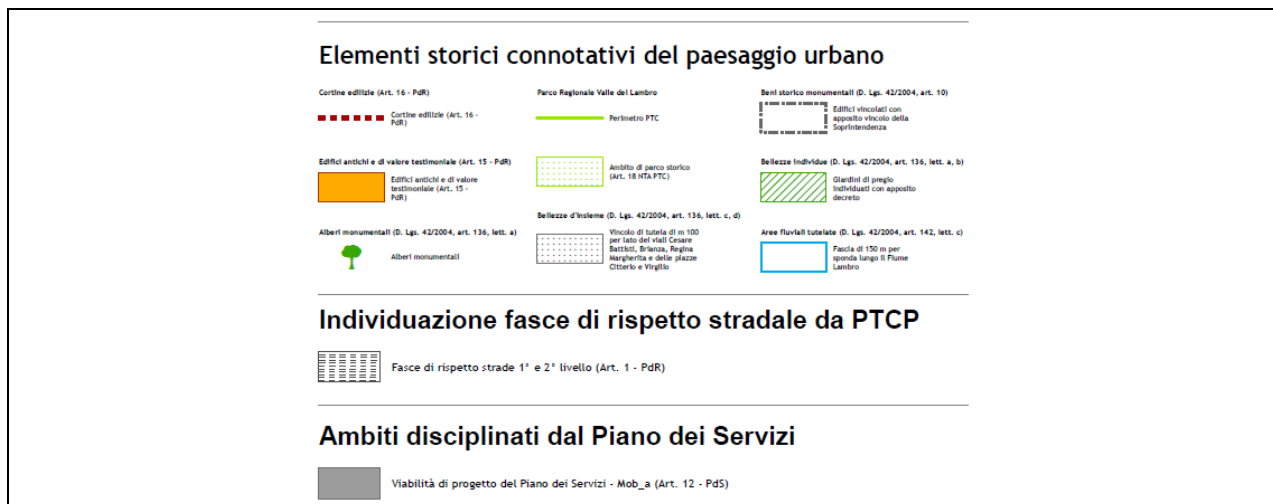 Elementi storici connotativi del paesaggio urbano
Cortine edilizie (Art. 16 - PdR)
Cortine edilizie (Art. 16 -
PdR)
Edifici antichi e di valore testimoniale (Art. 15 - PdR)
Edifici antichi e di valore
testimoniale (Art. 15 -
PdR)
Alberi monumentali (D. Lgs. 42/2004, art. 136, lett. a)
Alberi monumentali
Parco Regionale Valle del Lambro
Perimetro PTC
Ambito di parco storico
(Art. 18 NTA PTC)
Bellezze d'insieme (D. Lgs. 42/2004, art. 136, lett. c, d)
Vincolo di tutela di m 100
per lato dei viali Cesare
Battisti, Brianza, Regina
Margherita e delle piazze
Citterio e Virgilio
Beni storico monumentali (D. Lgs. 42/2004, art. 10)
Edifici vincolati con
apposito vincolo della
Soprintendenza
Bellezze individue (D. Lgs. 42/2004, art. 136, lett. a, b)
Giardini di pregio
individuati con apposito
decreto
Aree fluviali tutelate (D. Lgs. 42/2004, art. 142, lett. c)
Fascia di 150 m per
sponda lungo il Fiume
Lambro
Individuazione fasce di rispetto stradale da PTCP
Fasce di rispetto strade 1° e 2° livello (Art. 1 - PdR)
Ambiti disciplinati dal Piano dei Servizi
Viabilità di progetto del Piano dei Servizi - Mob_a (Art. 12 - PdS)